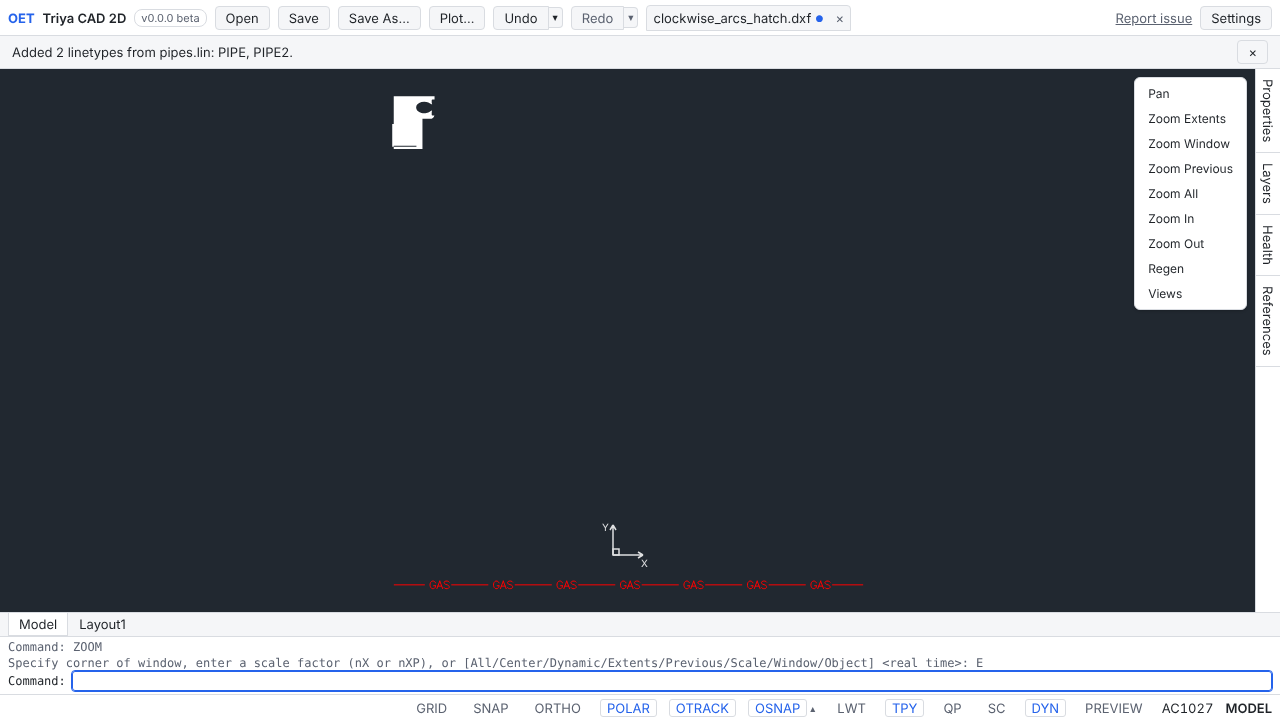 OET Triya CAD 2D v0.0.0 beta Open Save Save As... Plot... Undo ▾ Redo ▾ clockwise_arcs_hatch.dxf ● × Report issue Settings
Added 2 linetypes from pipes.lin: PIPE, PIPE2. ×
Pan
Zoom Extents
Zoom Window
Zoom Previous
Zoom All
Zoom In
Zoom Out
Regen
Views
Properties
Layers
Health
References
Y
X
GAS GAS GAS GAS GAS GAS GAS
Model Layout1
Command: ZOOM
Specify corner of window, enter a scale factor (nX or nXP), or [All/Center/Dynamic/Extents/Previous/Scale/Window/Object] <real time>: E
Command:
GRID SNAP ORTHO POLAR OTRACK OSNAP ▴ LWT TPY QP SC DYN PREVIEW AC1027 MODEL